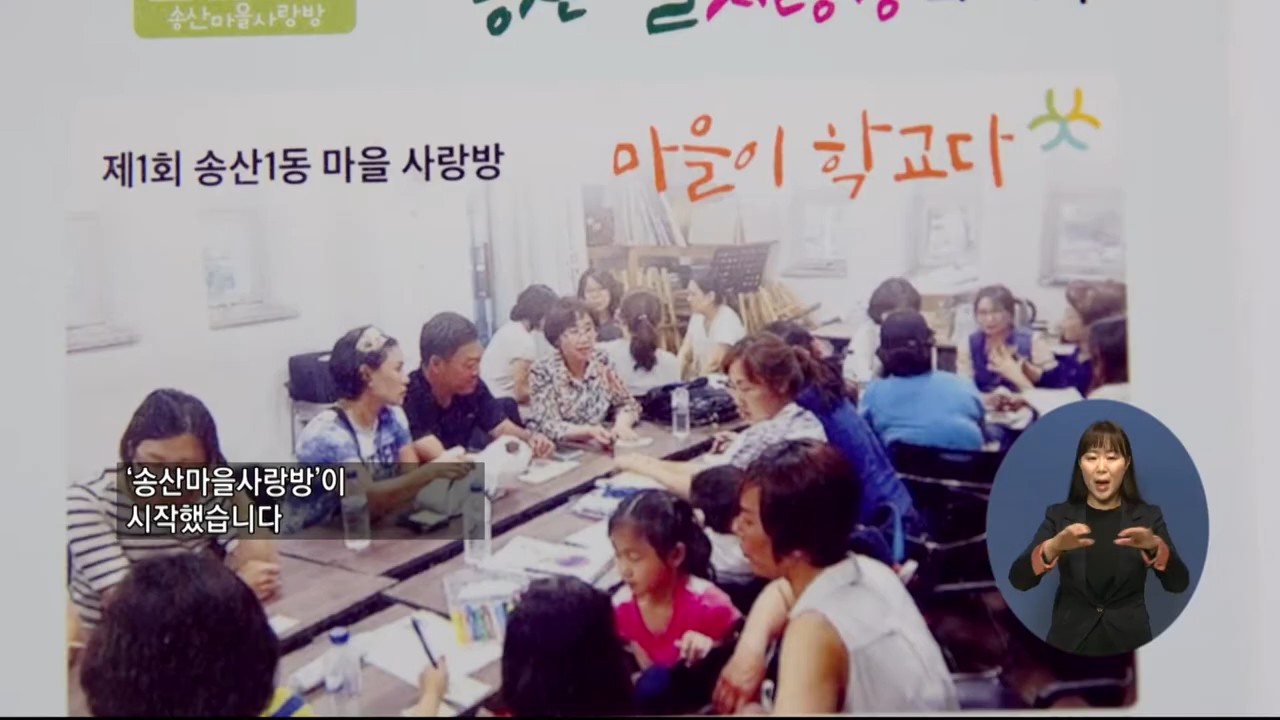 송산마을사랑방
제1회 송산1동 마을 사랑방
마을이 학교다
‘송산마을사랑방’이
시작했습니다